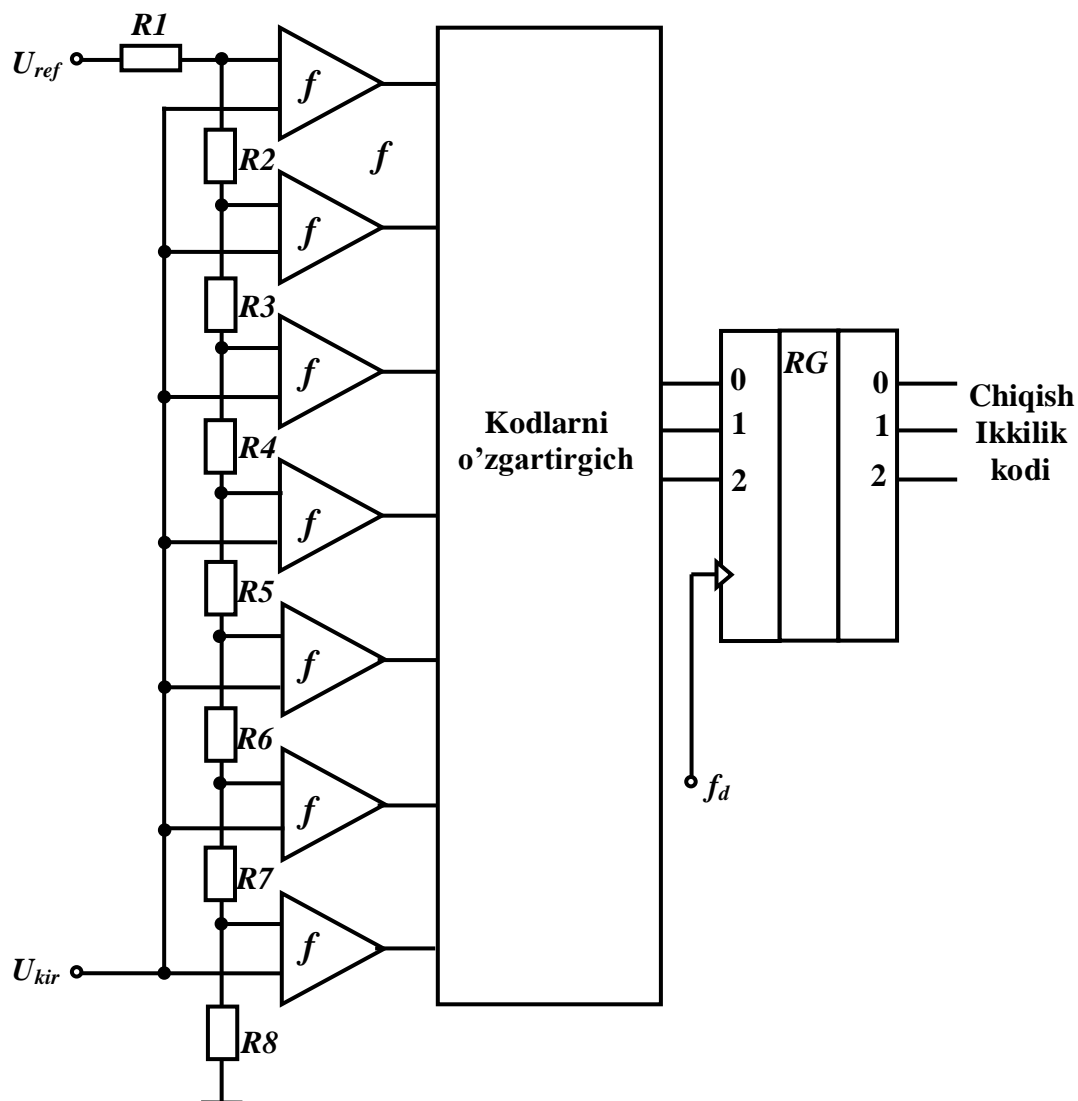 R1
U_ref
f
R2
f
f
R3
f
R4
f
R5
f
R6
f
R7
f
U_kir
R8
Kodlarni
o’zgartirgich
RG
0
1
2
0
1
2
Chiqish
Ikkilik
kodi
f_d